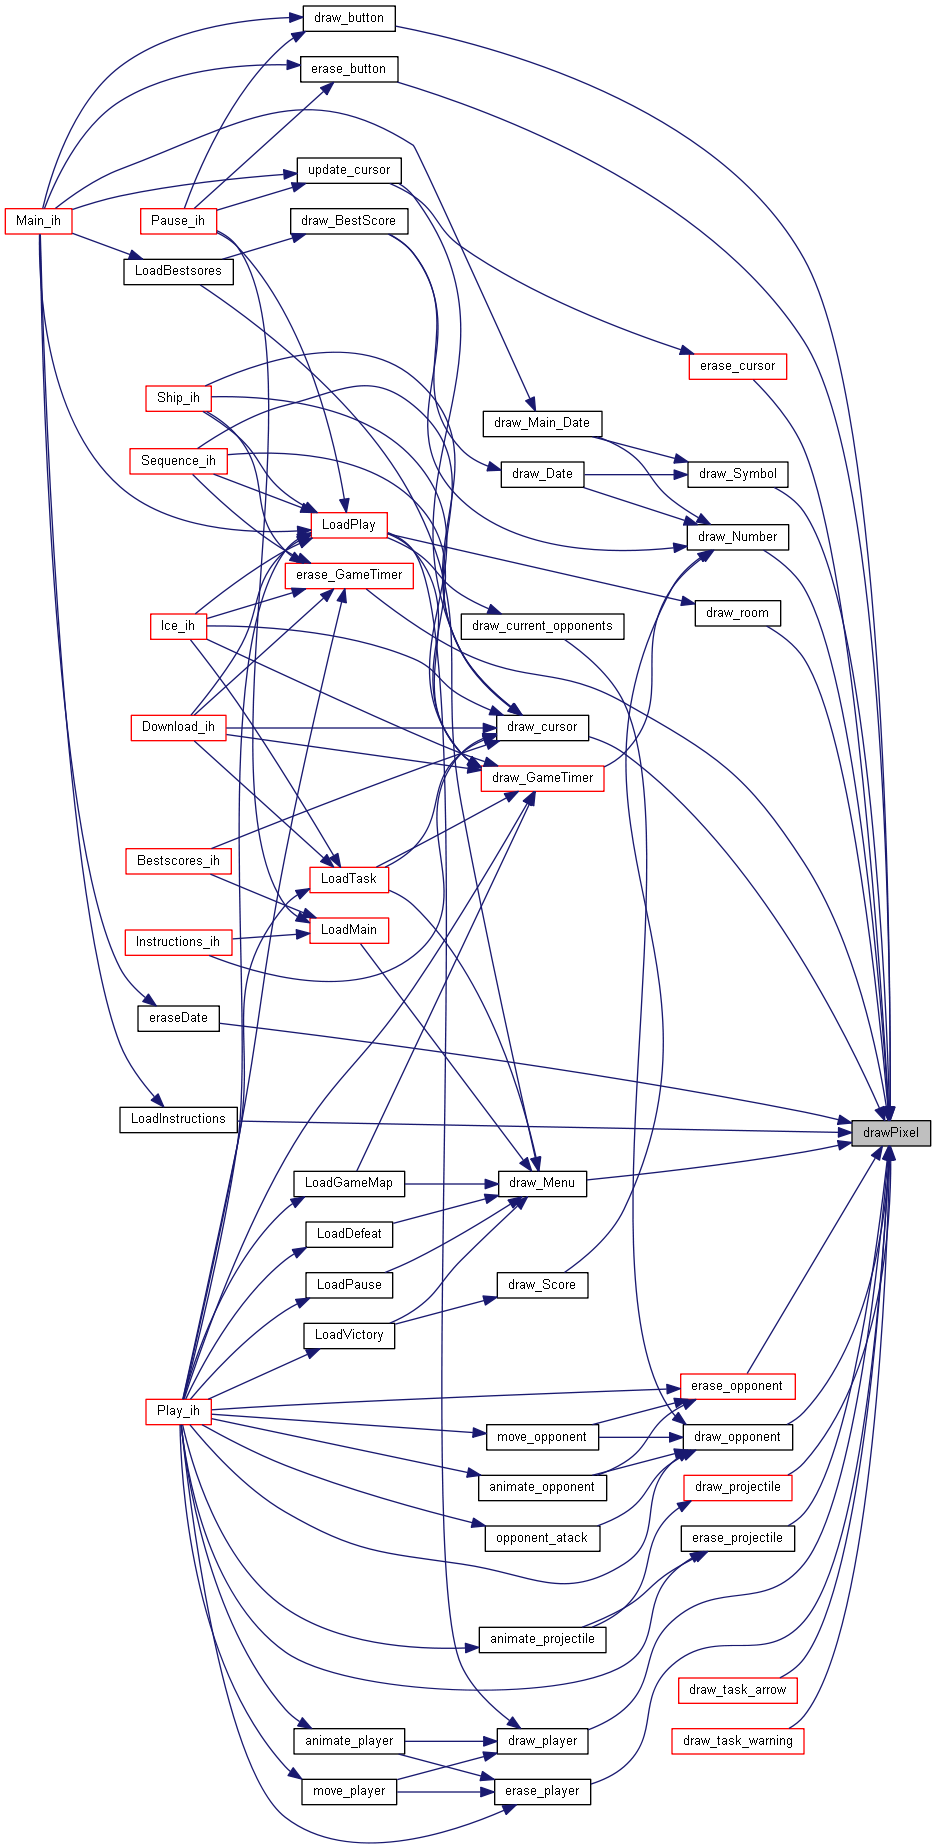 draw_button
erase_button
update_cursor
Main_ih
Pause_ih
draw_BestScore
LoadBestsores
erase_cursor
Ship_ih
draw_Main_Date
Sequence_ih
draw_Date
draw_Symbol
LoadPlay
draw_Number
erase_GameTimer
Ice_ih
draw_current_opponents
draw_room
Download_ih
draw_cursor
draw_GameTimer
Bestscores_ih
LoadTask
Instructions_ih
LoadMain
eraseDate
LoadInstructions
drawPixel
LoadGameMap
draw_Menu
LoadDefeat
LoadPause
draw_Score
LoadVictory
erase_opponent
Play_ih
move_opponent
draw_opponent
animate_opponent
draw_projectile
opponent_atack
erase_projectile
animate_projectile
draw_task_arrow
animate_player
draw_player
draw_task_warning
move_player
erase_player